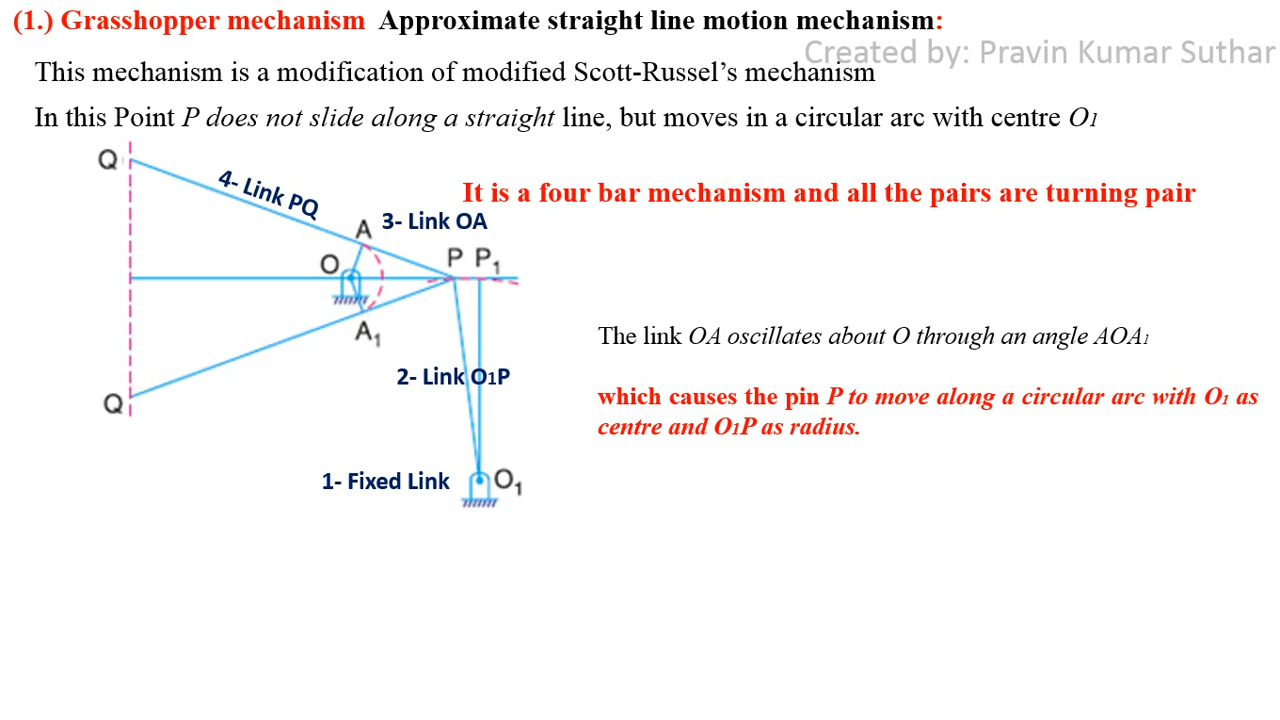 (1.) Grasshopper mechanism Approximate straight line motion mechanism:
Created by: Pravin Kumar Suthar
This mechanism is a modification of modified Scott-Russel’s mechanism
In this Point P does not slide along a straight line, but moves in a circular arc with centre O1
Q
4- Link PQ
It is a four bar mechanism and all the pairs are turning pair
A 3- Link OA
O
P P1
A1
The link OA oscillates about O through an angle AOA1
2- Link O1P
Q
which causes the pin P to move along a circular arc with O1 as
centre and O1P as radius.
1- Fixed Link
O1